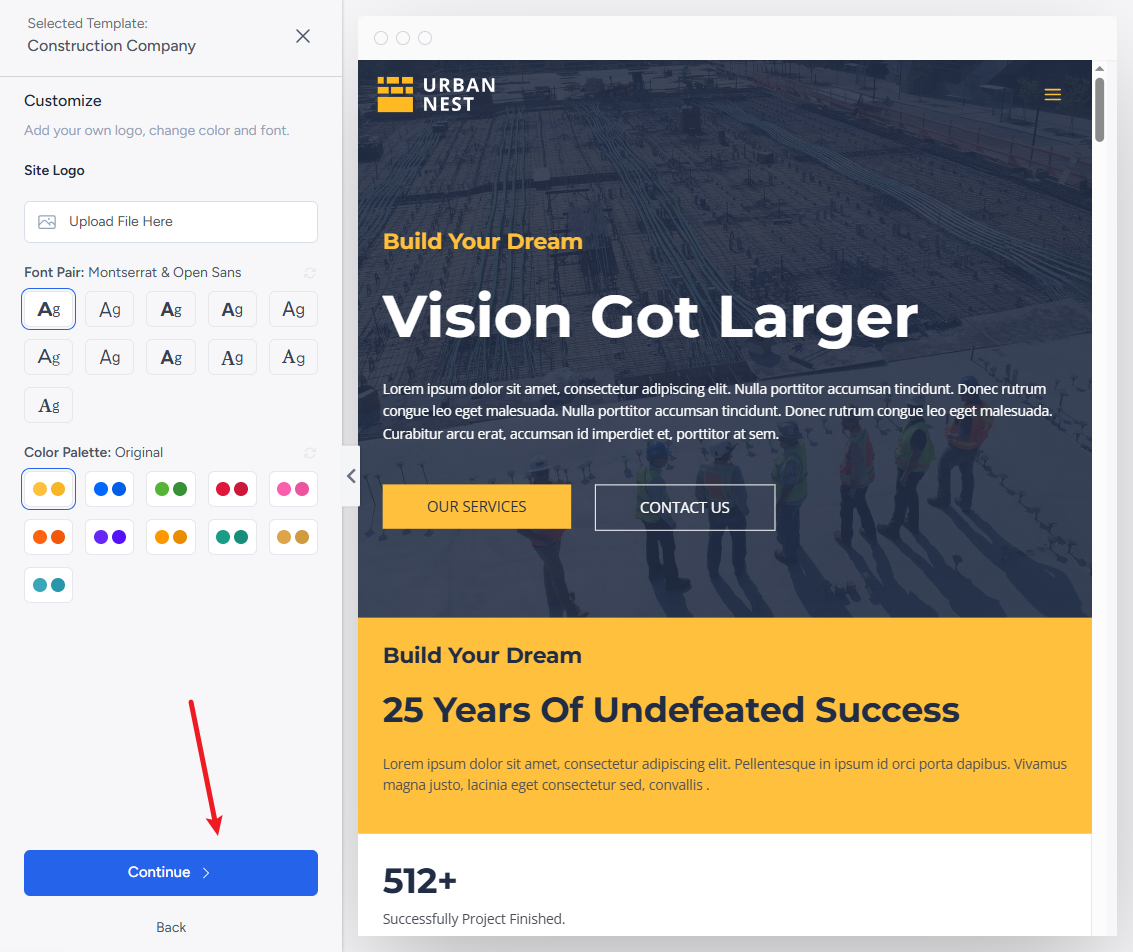 Selected Template:
Construction Company
Customize
Add your own logo, change color and font.
Site Logo
Upload File Here
Font Pair: Montserrat & Open Sans
Ag Ag Ag Ag Ag
Ag Ag Ag Ag Ag
Ag
Color Palette: Original
Continue
Back
URBAN
NEST
Build Your Dream
Vision Got Larger
Lorem ipsum dolor sit amet, consectetur adipiscing elit. Nulla porttitor accumsan tincidunt. Donec rutrum
congue leo eget malesuada. Nulla porttitor accumsan tincidunt. Donec rutrum congue leo eget malesuada.
Curabitur arcu erat, accumsan id imperdiet et, porttitor at sem.
OUR SERVICES CONTACT US
Build Your Dream
25 Years Of Undefeated Success
Lorem ipsum dolor sit amet, consectetur adipiscing elit. Pellentesque in ipsum id orci porta dapibus. Vivamus
magna justo, lacinia eget consectetur sed, convallis .
512+
Successfully Project Finished.